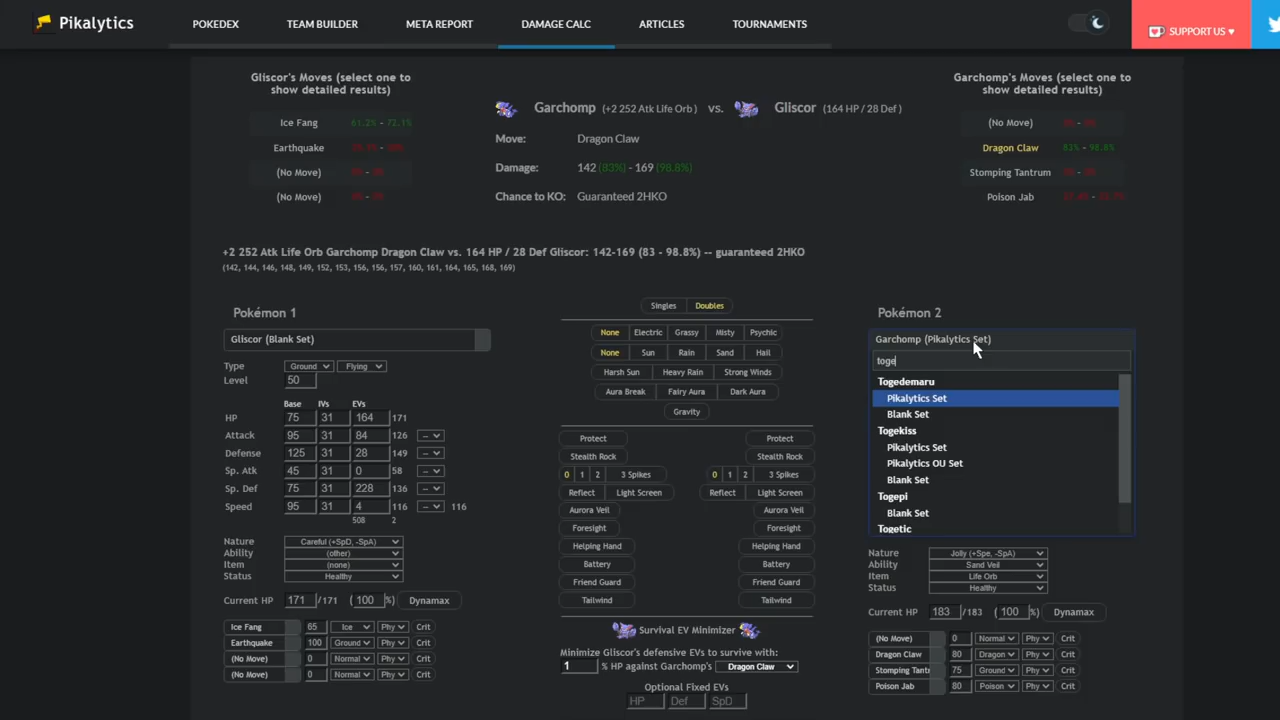 Pikalytics
POKEDEX TEAM BUILDER META REPORT DAMAGE CALC ARTICLES TOURNAMENTS
SUPPORT US ♥
Gliscor's Moves (select one to
show detailed results)
Ice Fang 61.2% - 72.1%
Earthquake
(No Move)
(No Move)
Garchomp (+2 252 Atk Life Orb ) vs. Gliscor (164 HP / 28 Def )
Move: Dragon Claw
Damage: 142 (83%) - 169 (98.8%)
Chance to KO: Guaranteed 2HKO
Garchomp's Moves (select one to
show detailed results)
(No Move)
Dragon Claw 83% - 98.8%
Stomping Tantrum
Poison Jab
+2 252 Atk Life Orb Garchomp Dragon Claw vs. 164 HP / 28 Def Gliscor: 142-169 (83 - 98.8%) -- guaranteed 2HKO
(142, 144, 146, 148, 149, 152, 153, 156, 156, 157, 160, 161, 164, 165, 168, 169)
Pokémon 1
Gliscor (Blank Set)
Type Ground Flying
Level 50
Base IVs EVs
HP 75 31 164 171
Attack 95 31 84 126 --
Defense 125 31 28 149 --
Sp. Atk 45 31 0 58 --
Sp. Def 75 31 228 136 --
Speed 95 31 4 116 -- 116
508 2
Nature Careful (+SpD, -SpA)
Ability (other)
Item (none)
Status Healthy
Current HP 171 /171 ( 100 %) Dynamax
Ice Fang 65 Ice Phy Crit
Earthquake 100 Ground Phy Crit
(No Move) 0 Normal Phy Crit
(No Move) 0 Normal Phy Crit
Singles Doubles
None Electric Grassy Misty Psychic
None Sun Rain Sand Hail
Harsh Sun Heavy Rain Strong Winds
Aura Break Fairy Aura Dark Aura
Gravity
Protect Protect
Stealth Rock Stealth Rock
0 1 2 3 Spikes 0 1 2 3 Spikes
Reflect Light Screen Reflect Light Screen
Aurora Veil Aurora Veil
Foresight Foresight
Helping Hand Helping Hand
Battery Battery
Friend Guard Friend Guard
Tailwind Tailwind
Survival EV Minimizer
Minimize Gliscor's defensive EVs to survive with:
1 % HP against Garchomp's Dragon Claw
Optional Fixed EVs
HP Def SpD
Pokémon 2
Garchomp (Pikalytics Set)
toge
Togedemaru
Pikalytics Set
Blank Set
Togekiss
Pikalytics Set
Pikalytics OU Set
Blank Set
Togepi
Blank Set
Togetic
Nature Jolly (+Spe, -SpA)
Ability Sand Veil
Item Life Orb
Status Healthy
Current HP 183 /183 ( 100 %) Dynamax
(No Move) 0 Normal Phy Crit
Dragon Claw 80 Dragon Phy Crit
Stomping Tantr 75 Ground Phy Crit
Poison Jab 80 Poison Phy Crit